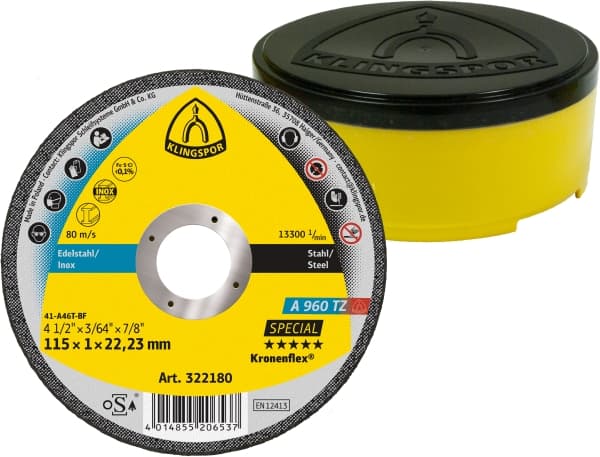 KLINGSPOR
Made in Poland · Contact: Klingspor Schleifsysteme GmbH & Co. KG
Hüttenstraße 36, 35708 Haiger/Germany · contact@klingspor.de
KLINGSPOR
Fe S Cl
<0,1%
INOX
80 m/s
13300 1/min
Edelstahl/
Inox
Stahl/
Steel
A 960 TZ
41-A46T-BF
4 1/2"×3/64"×7/8"
SPECIAL
115×1×22,23 mm
★★★★★
Kronenflex®
Art. 322180
oSA
EN 12413
4 014855 206537